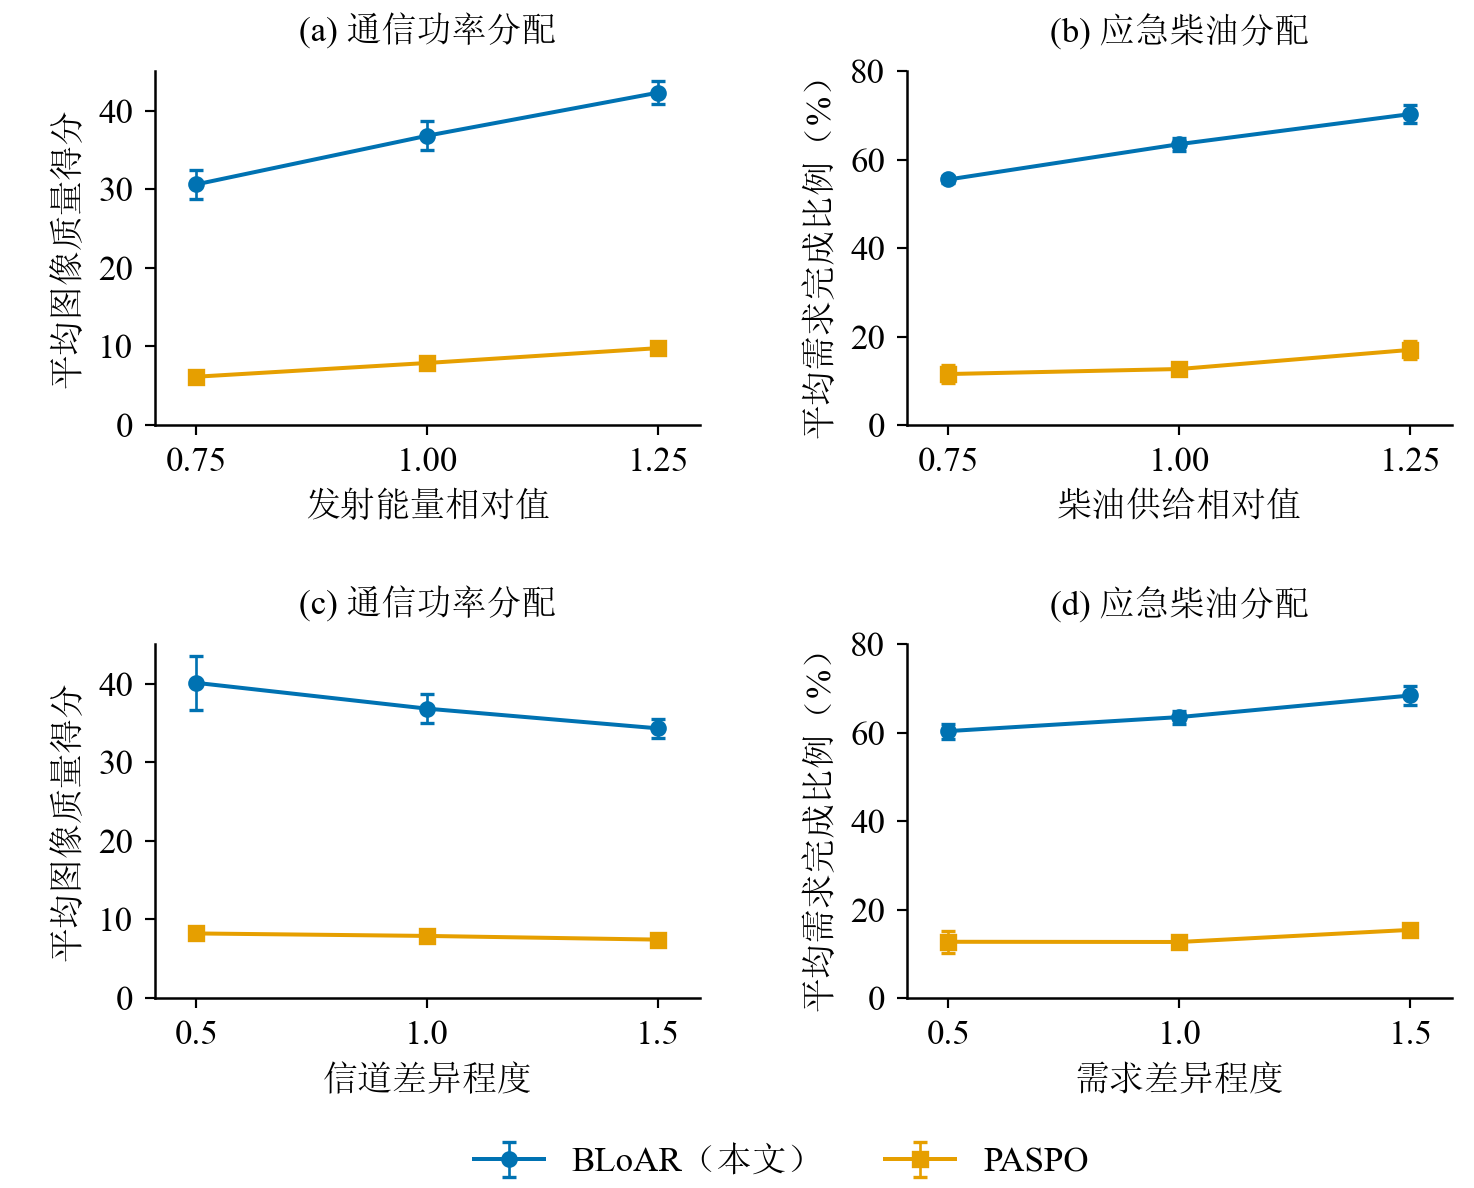 (a) 通信功率分配
平均图像质量得分
40
30
20
10
0
0.75 1.00 1.25
发射能量相对值
(b) 应急柴油分配
平均需求完成比例（%）
80
60
40
20
0
0.75 1.00 1.25
柴油供给相对值
(c) 通信功率分配
平均图像质量得分
40
30
20
10
0
0.5 1.0 1.5
信道差异程度
(d) 应急柴油分配
平均需求完成比例（%）
80
60
40
20
0
0.5 1.0 1.5
需求差异程度
BLoAR（本文） PASPO